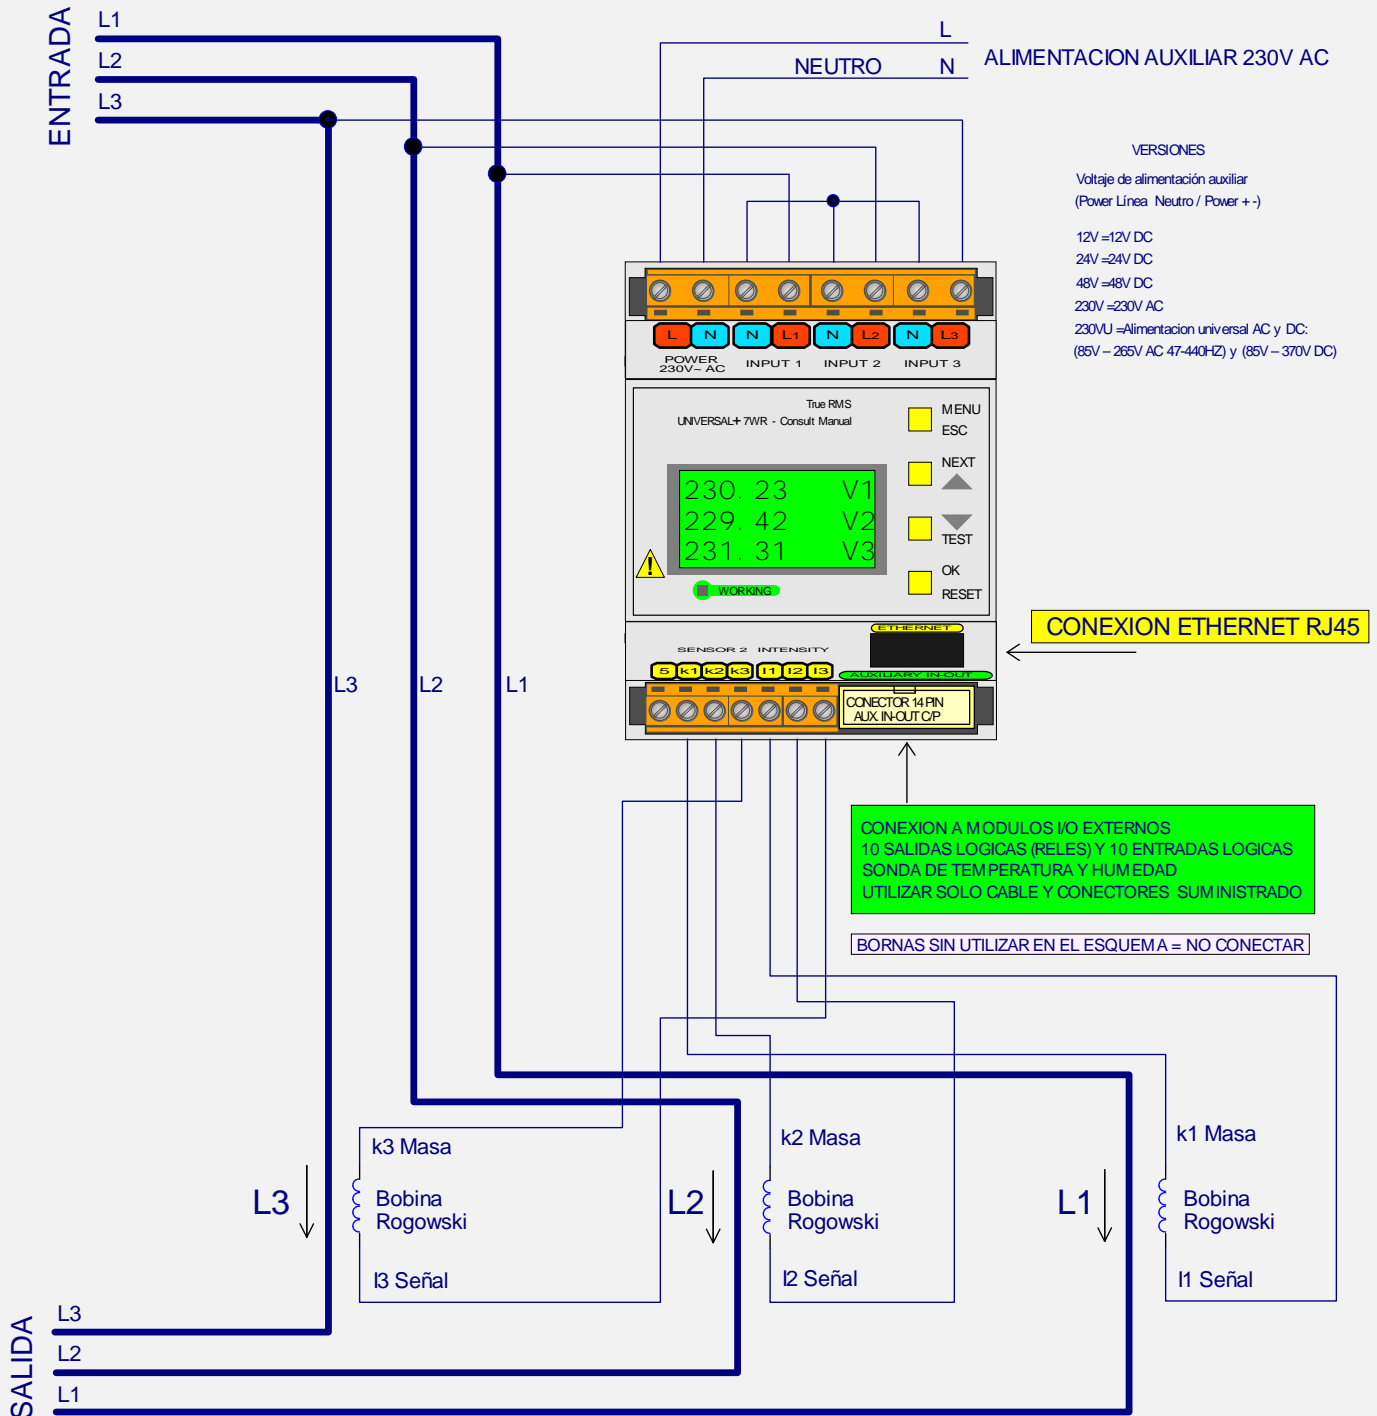 ENTRADA
L1
L2
L3
L
NEUTRO N
ALIMENTACION AUXILIAR 230V AC
VERSIONES
Voltaje de alimentación auxiliar
(Power Línea Neutro / Power + -)
12V =12V DC
24V =24V DC
48V =48V DC
230V =230V AC
230VU =Alimentacion universal AC y DC:
(85V – 265V AC 47-440HZ) y (85V – 370V DC)
L N N L1 N L2 N L3
POWER
230V~ AC
INPUT 1 INPUT 2 INPUT 3
True RMS
UNIVERSAL+ 7WR - Consult Manual
MENU
ESC
NEXT
TEST
OK
RESET
230.23 V1
229.42 V2
231.31 V3
!
WORKING
ETHERNET
CONEXION ETHERNET RJ45
SENSOR 2 INTENSITY
5 k1 k2 k3 I1 I2 I3
AUXILIARY IN-OUT
CONECTOR 14 PIN
AUX. IN-OUT C/P
L3 L2 L1
CONEXION A MODULOS I/O EXTERNOS
10 SALIDAS LOGICAS (RELES) Y 10 ENTRADAS LOGICAS
SONDA DE TEMPERATURA Y HUMEDAD
UTILIZAR SOLO CABLE Y CONECTORES SUMINISTRADO
BORNAS SIN UTILIZAR EN EL ESQUEMA = NO CONECTAR
k3 Masa
L3
Bobina
Rogowski
I3 Señal
k2 Masa
L2
Bobina
Rogowski
I2 Señal
k1 Masa
L1
Bobina
Rogowski
I1 Señal
SALIDA
L3
L2
L1